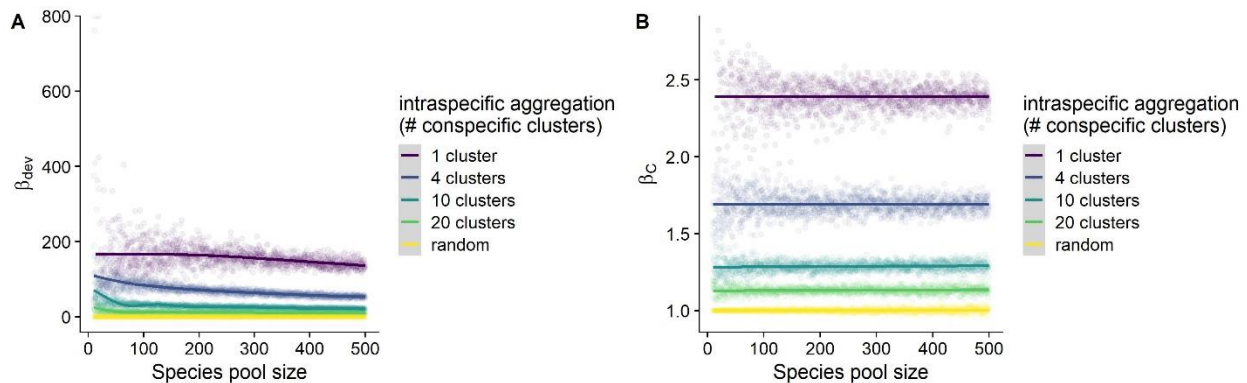 A
800
600
400
200
0
βdev
0 100 200 300 400 500
Species pool size
intraspecific aggregation
(# conspecific clusters)
1 cluster
4 clusters
10 clusters
20 clusters
random
B
2.5
2.0
1.5
1.0
βC
0 100 200 300 400 500
Species pool size
intraspecific aggregation
(# conspecific clusters)
1 cluster
4 clusters
10 clusters
20 clusters
random